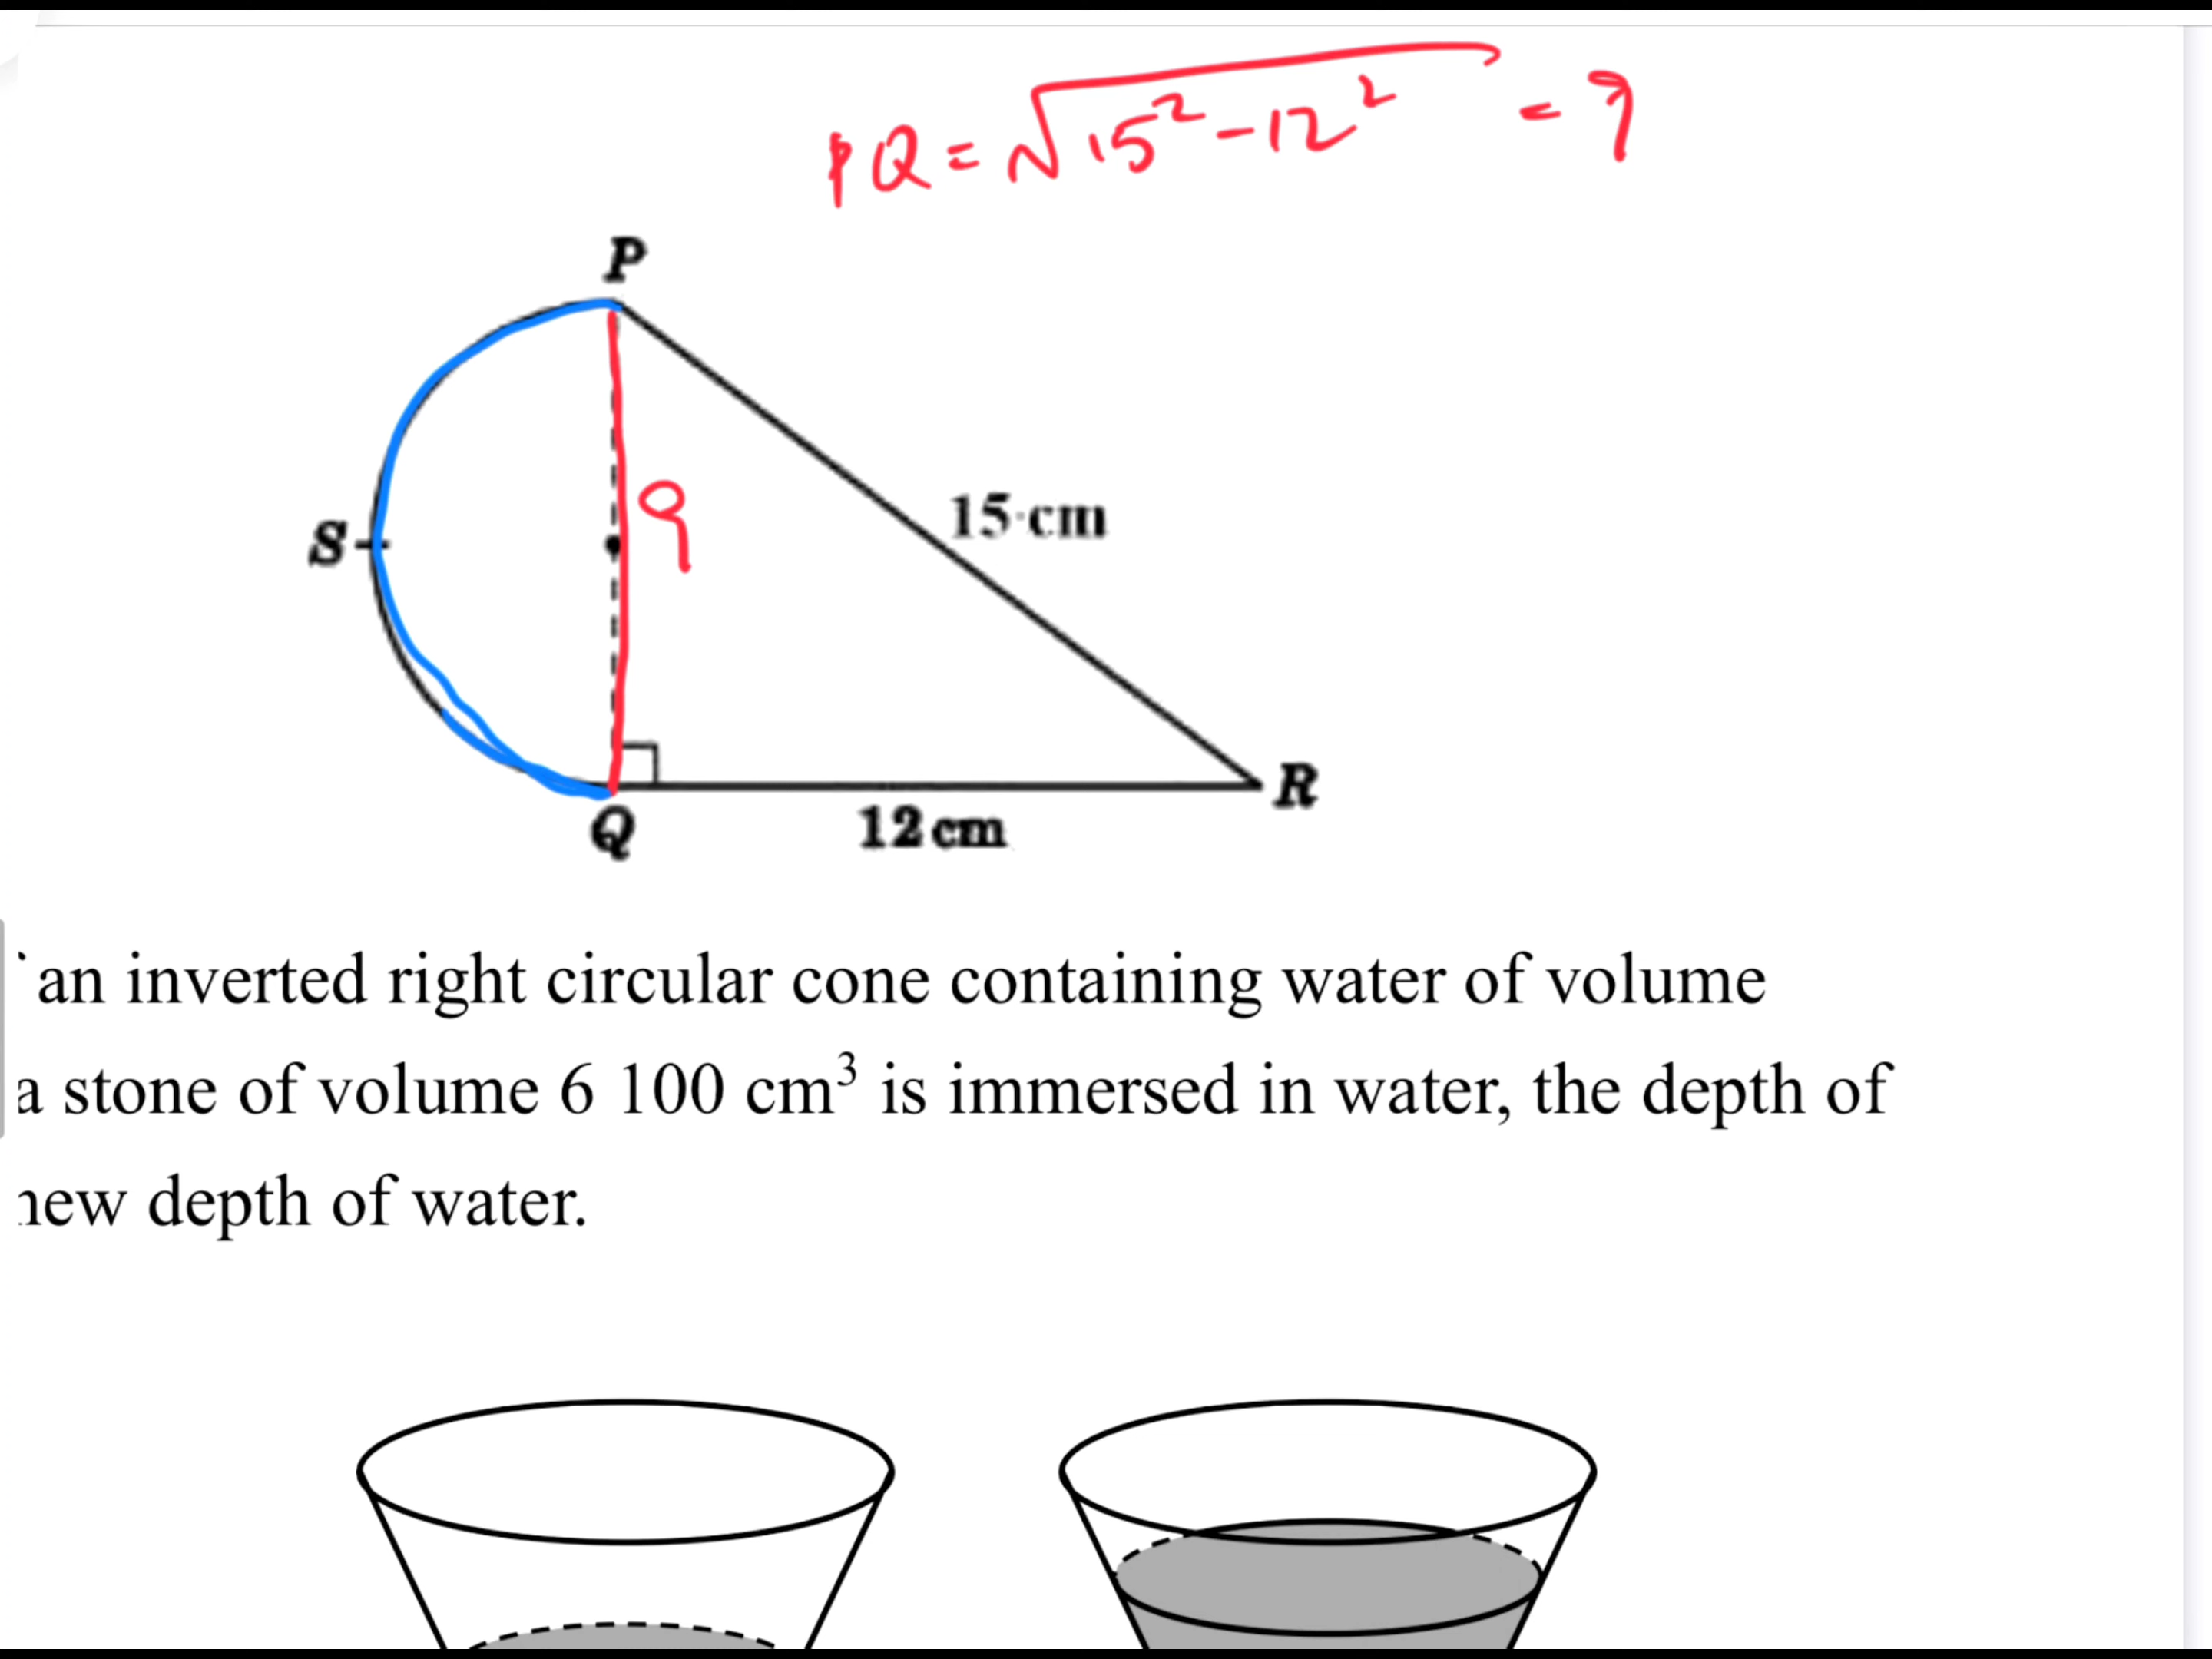 PQ = √15² - 12² = 9
P
9
15 cm
S
R
Q
12 cm
an inverted right circular cone containing water of volume
a stone of volume 6 100 cm³ is immersed in water, the depth of
new depth of water.